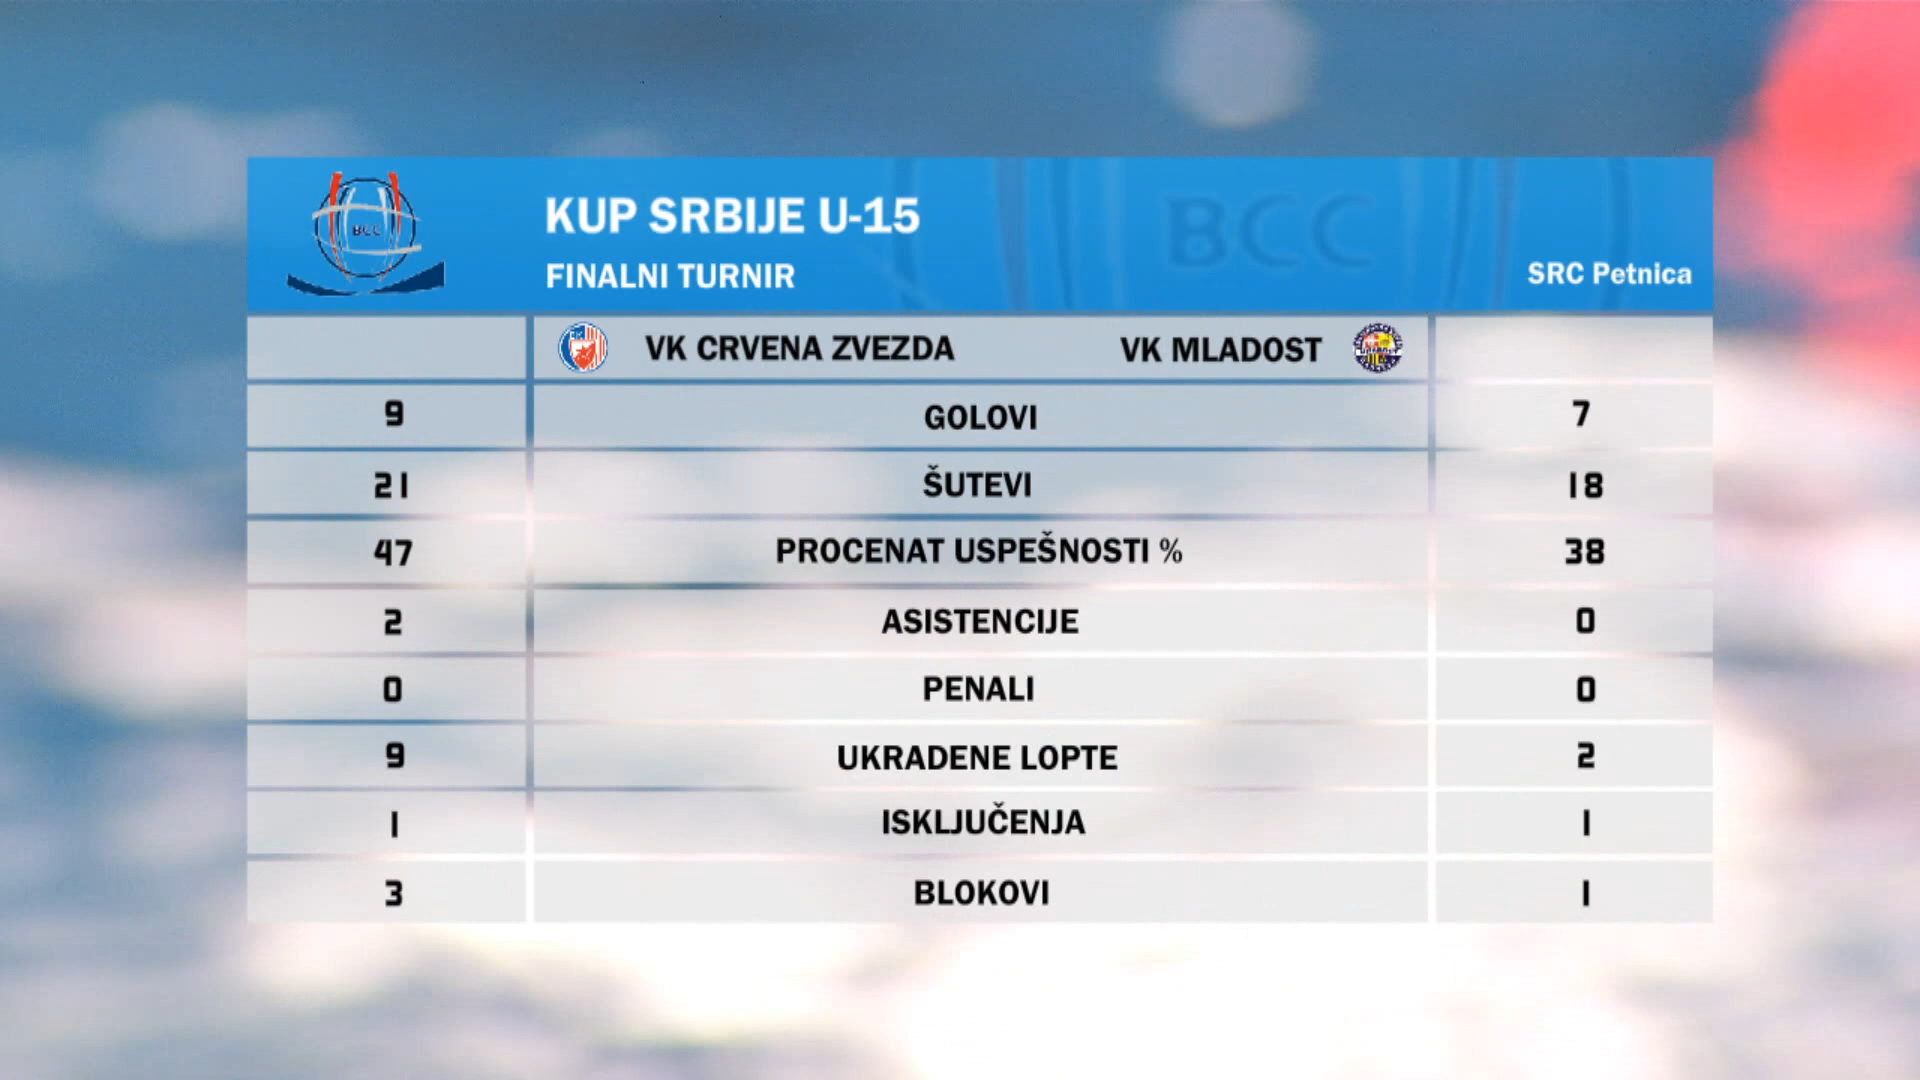 BCC
KUP SRBIJE U-15
BCC
FINALNI TURNIR
SRC Petnica
VK CRVENA ZVEZDA VK MLADOST
9 GOLOVI 7
21 ŠUTEVI 18
47 PROCENAT USPEŠNOSTI % 38
2 ASISTENCIJE 0
0 PENALI 0
9 UKRADENE LOPTE 2
1 ISKLJUČENJA 1
3 BLOKOVI 1